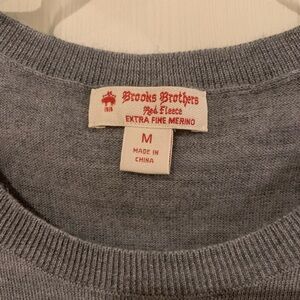 Brooks Brothers
Red Fleece
EXTRA FINE MERINO
1818
M
MADE IN
CHINA